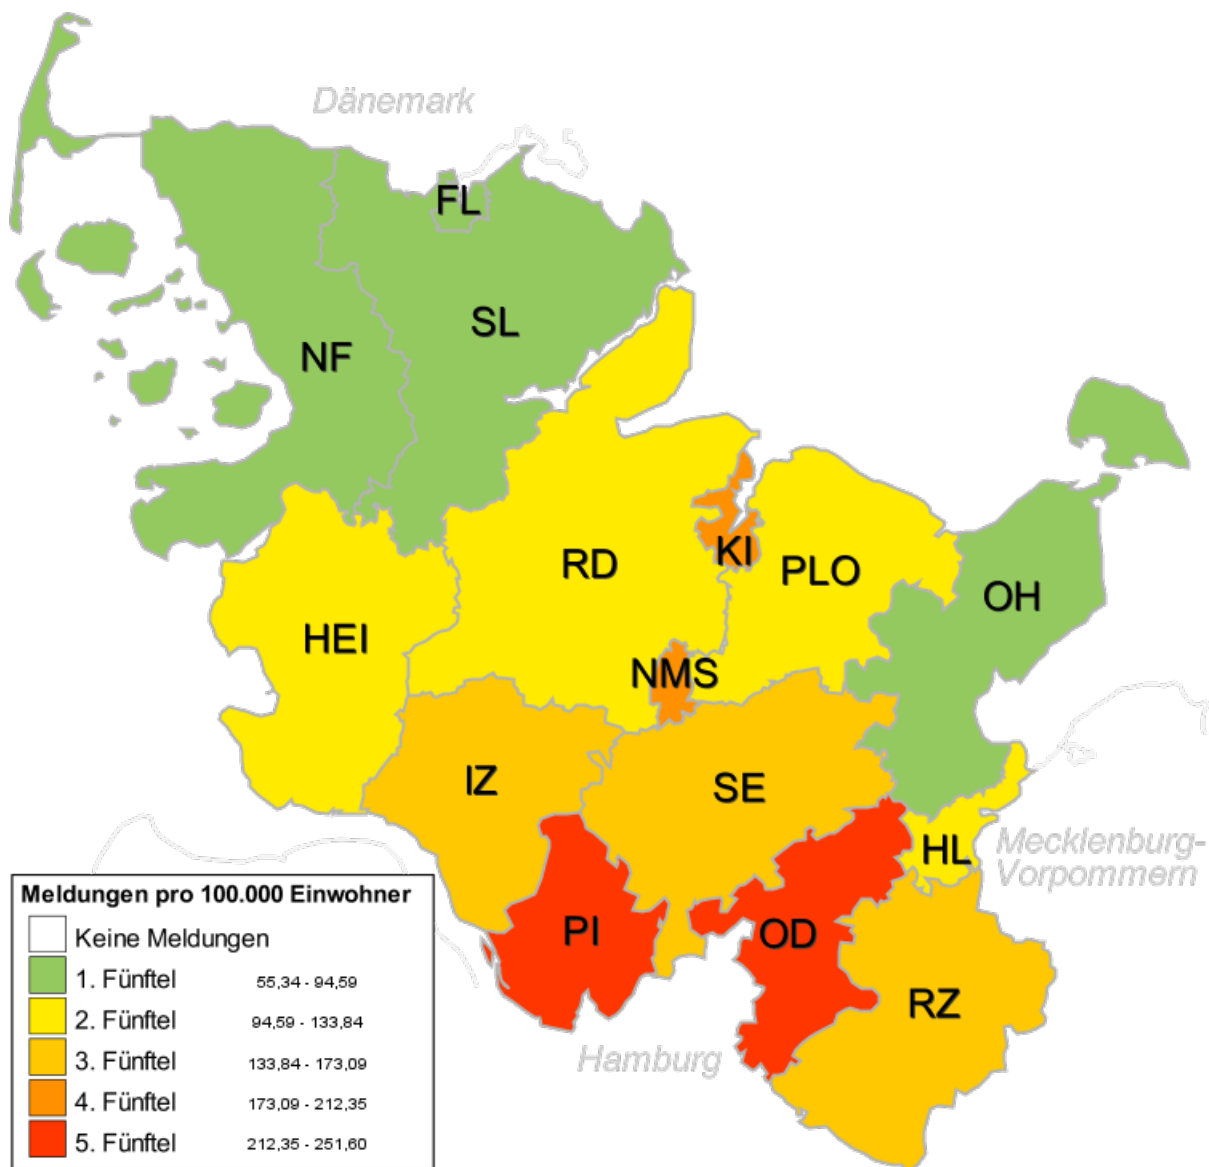 Dänemark
FL
SL
NF
KI
RD
PLO
OH
HEI
NMS
IZ
SE
HL
Mecklenburg-
Vorpommern
PI
OD
RZ
Hamburg
Meldungen pro 100.000 Einwohner
Keine Meldungen
1. Fünftel 55,34 - 94,59
2. Fünftel 94,59 - 133,84
3. Fünftel 133,84 - 173,09
4. Fünftel 173,09 - 212,35
5. Fünftel 212,35 - 251,60